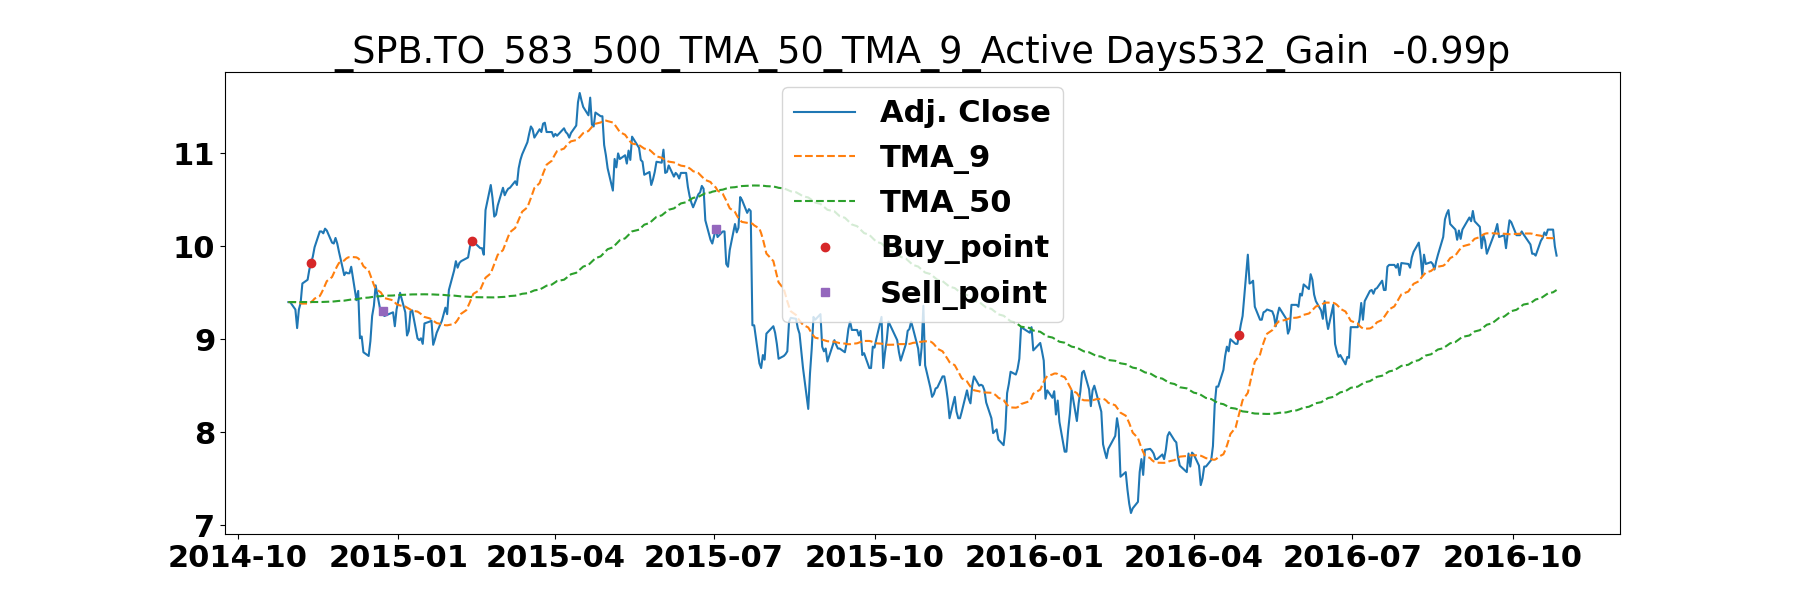 _SPB.TO_583_500_TMA_50_TMA_9_Active Days532_Gain  -0.99p
Adj. Close
TMA_9
TMA_50
Buy_point
Sell_point
11
10
9
8
7
2014-10 2015-01 2015-04 2015-07 2015-10 2016-01 2016-04 2016-07 2016-10